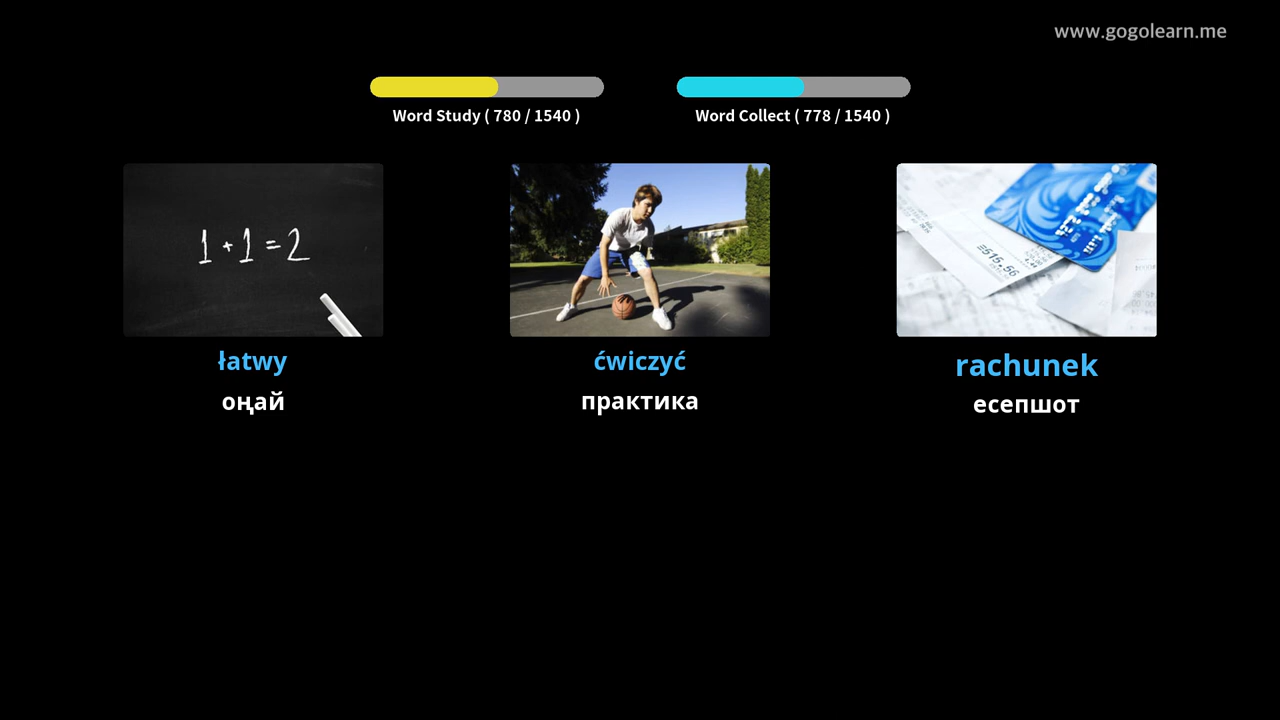 www.gogolearn.me
Word Study ( 780 / 1540 )
Word Collect ( 778 / 1540 )
1 + 1 = 2
łatwy
оңай
ćwiczyć
практика
rachunek
есепшот